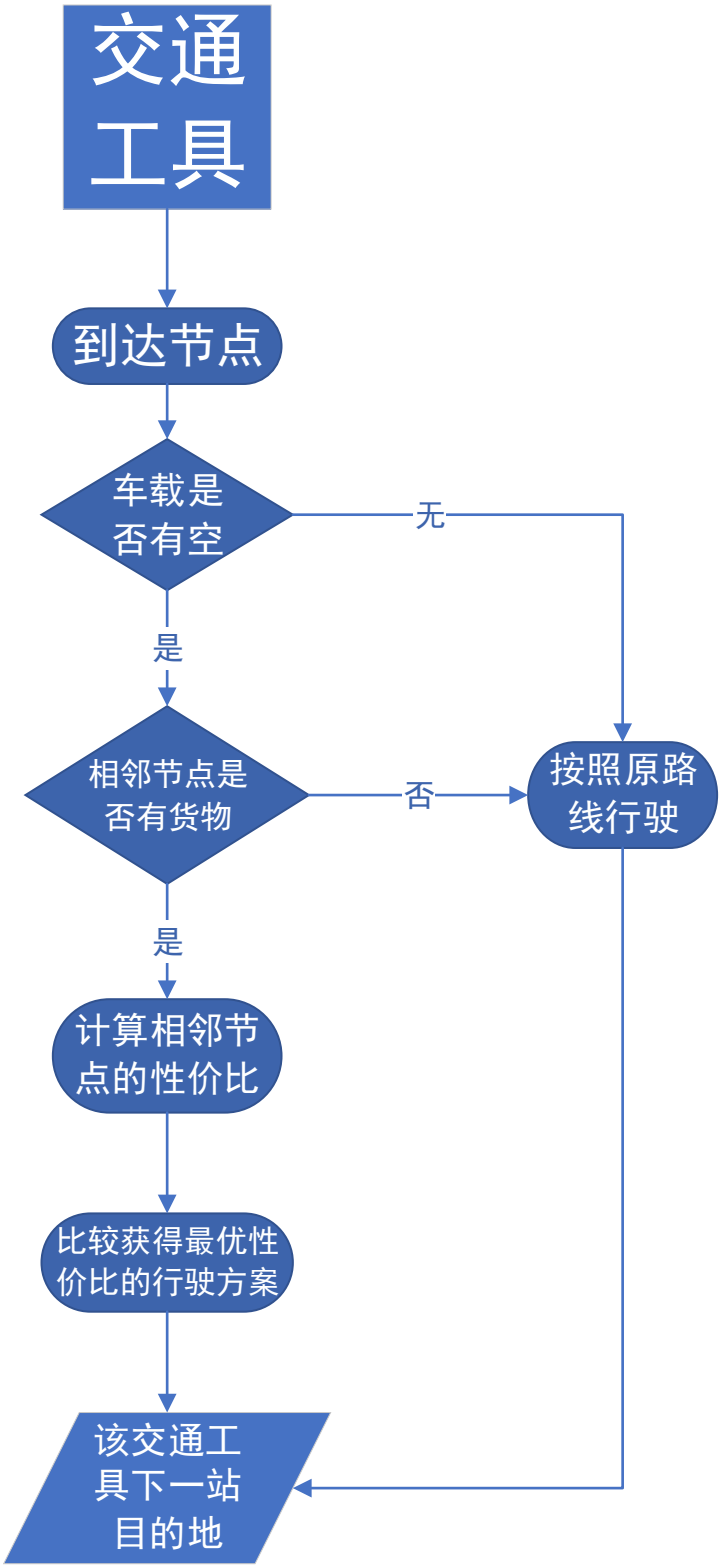 交通
工具
到达节点
车载是
否有空
无
是
相邻节点是
否有货物
否
按照原路
线行驶
是
计算相邻节
点的性价比
比较获得最优性
价比的行驶方案
该交通工
具下一站
目的地